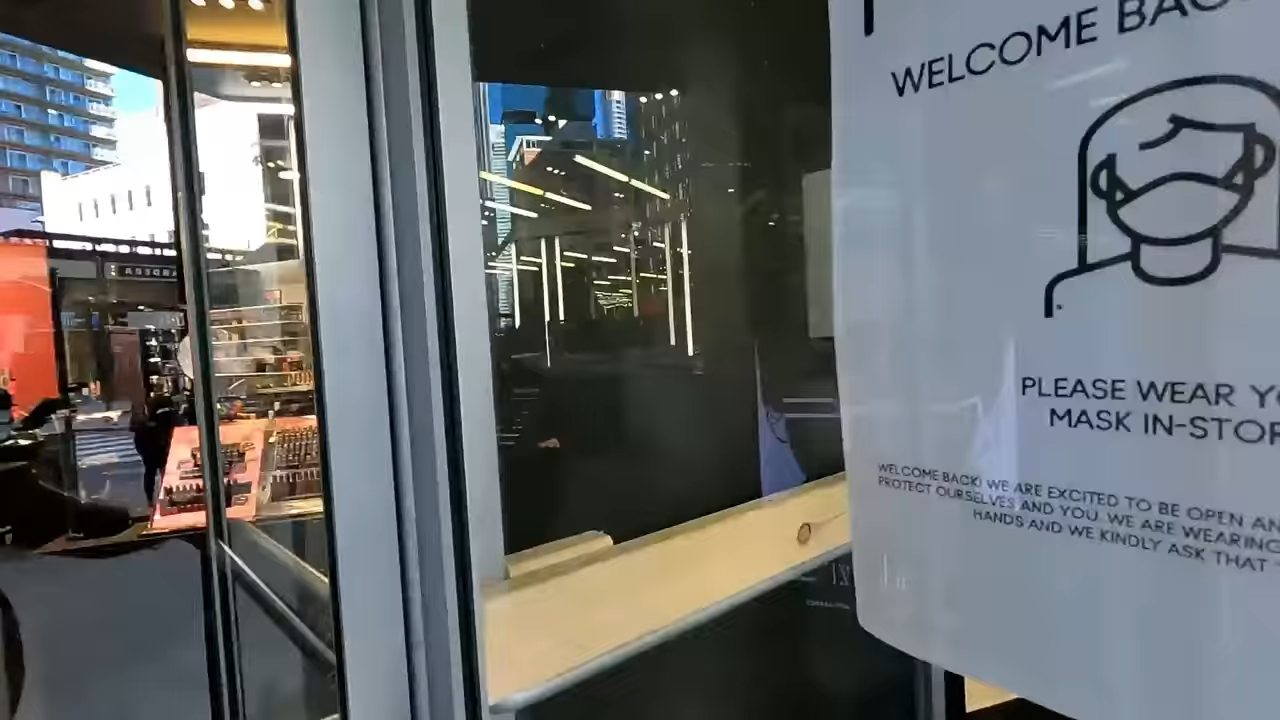 WELCOME BAC
PLEASE WEAR YO
MASK IN-STOR
WELCOME BACK! WE ARE EXCITED TO BE OPEN AN
PROTECT OURSELVES AND YOU. WE ARE WEARING
HANDS AND WE KINDLY ASK THAT